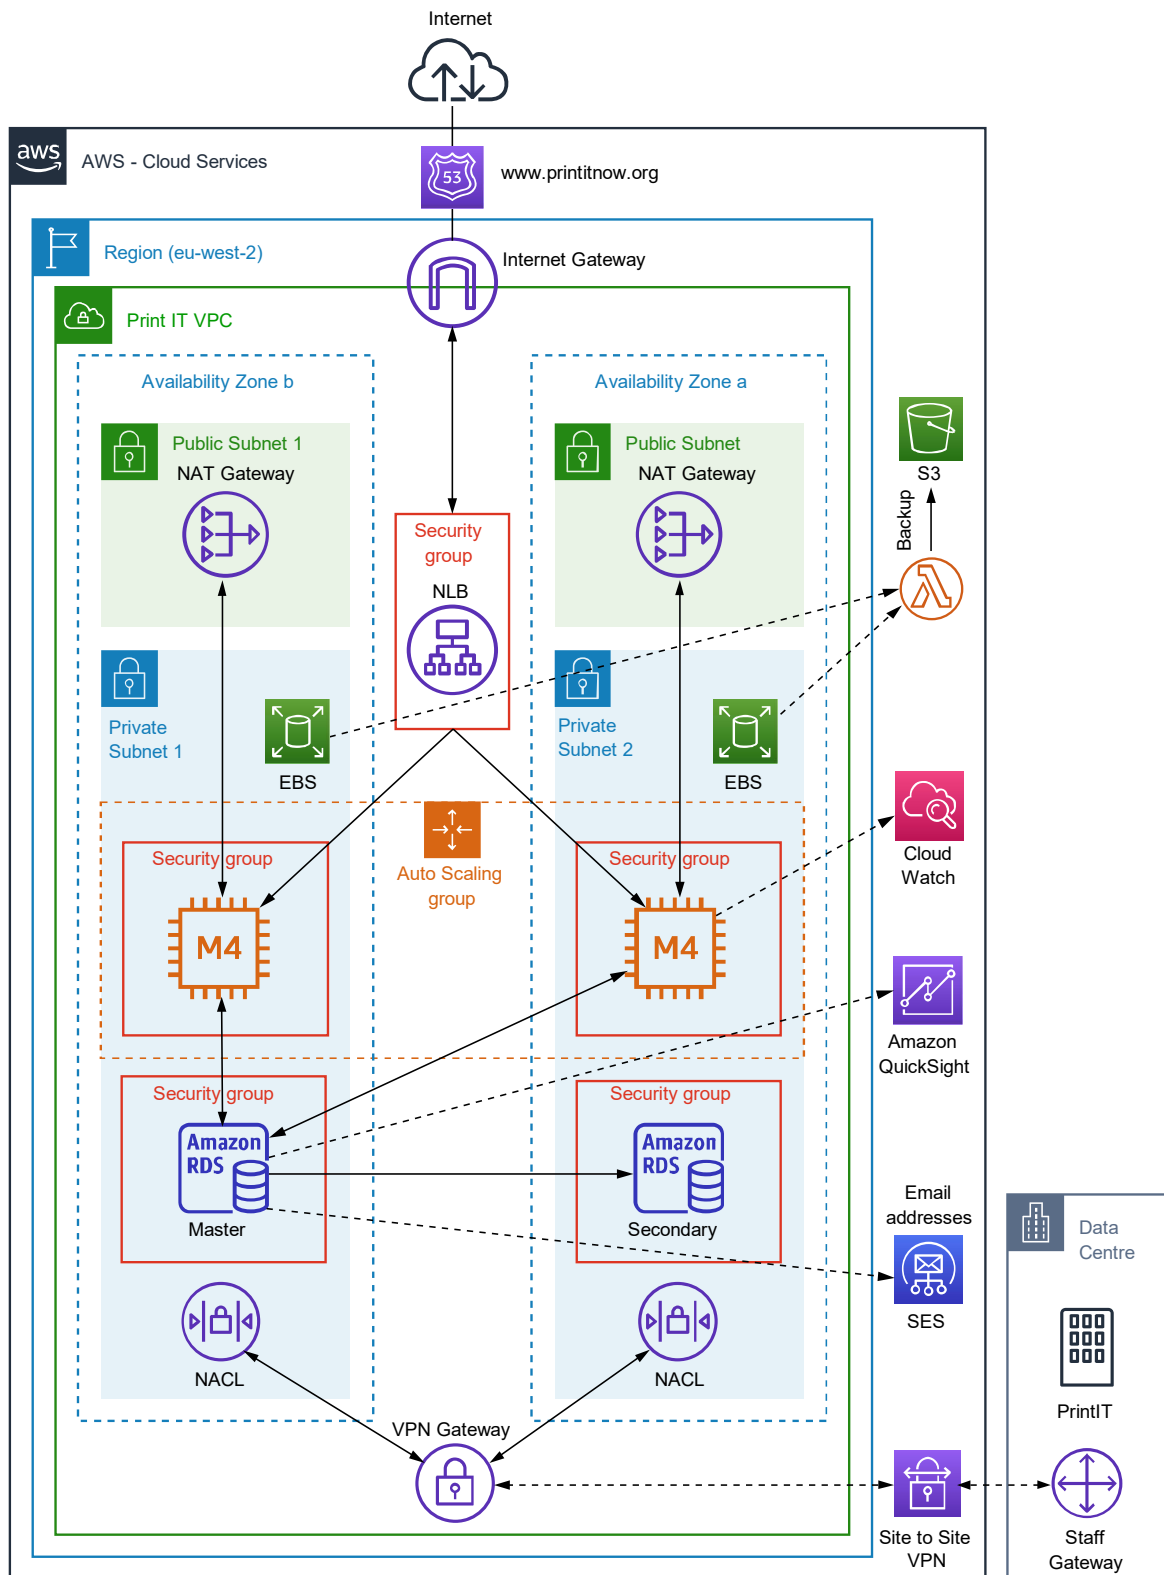 Internet
aws
AWS - Cloud Services
53
www.printitnow.org
Region (eu-west-2)
Internet Gateway
Print IT VPC
Availability Zone b
Availability Zone a
Public Subnet 1
NAT Gateway
Public Subnet
NAT Gateway
S3
Backup
Security
group
NLB
Private
Subnet 1
EBS
Private
Subnet 2
EBS
Auto Scaling
group
Security group
M4
Security group
M4
Cloud
Watch
Amazon
QuickSight
Security group
Amazon
RDS
Master
Security group
Amazon
RDS
Secondary
Email
addresses
SES
Data
Centre
PrintIT
NACL
NACL
VPN Gateway
Site to Site
VPN
Staff
Gateway